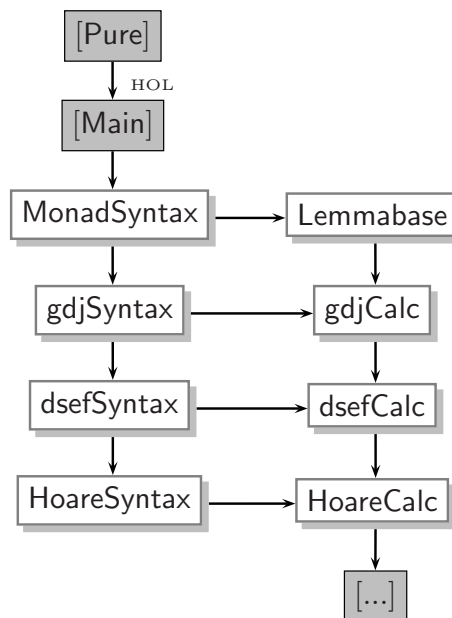 [Pure]
HOL
[Main]
MonadSyntax
Lemmabase
gdjSyntax
gdjCalc
dsefSyntax
dsefCalc
HoareSyntax
HoareCalc
[...]